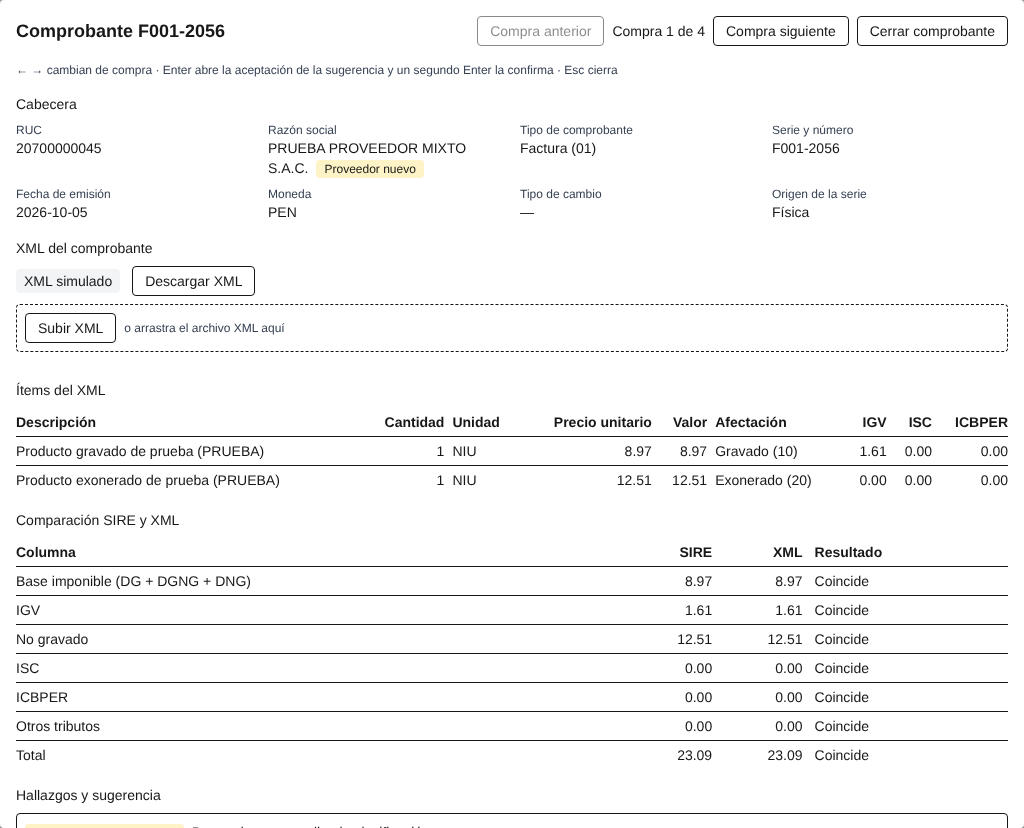 Comprobante F001-2056
Compra anterior Compra 1 de 4 Compra siguiente Cerrar comprobante
← → cambian de compra · Enter abre la aceptación de la sugerencia y un segundo Enter la confirma · Esc cierra
Cabecera
RUC Razón social Tipo de comprobante Serie y número
20700000045 PRUEBA PROVEEDOR MIXTO Factura (01) F001-2056
S.A.C. Proveedor nuevo
Fecha de emisión Moneda Tipo de cambio Origen de la serie
2026-10-05 PEN — Física
XML del comprobante
XML simulado Descargar XML
Subir XML o arrastra el archivo XML aquí
Ítems del XML
Descripción Cantidad Unidad Precio unitario Valor Afectación IGV ISC ICBPER
Producto gravado de prueba (PRUEBA) 1 NIU 8.97 8.97 Gravado (10) 1.61 0.00 0.00
Producto exonerado de prueba (PRUEBA) 1 NIU 12.51 12.51 Exonerado (20) 0.00 0.00 0.00
Comparación SIRE y XML
Columna SIRE XML Resultado
Base imponible (DG + DGNG + DNG) 8.97 8.97 Coincide
IGV 1.61 1.61 Coincide
No gravado 12.51 12.51 Coincide
ISC 0.00 0.00 Coincide
ICBPER 0.00 0.00 Coincide
Otros tributos 0.00 0.00 Coincide
Total 23.09 23.09 Coincide
Hallazgos y sugerencia